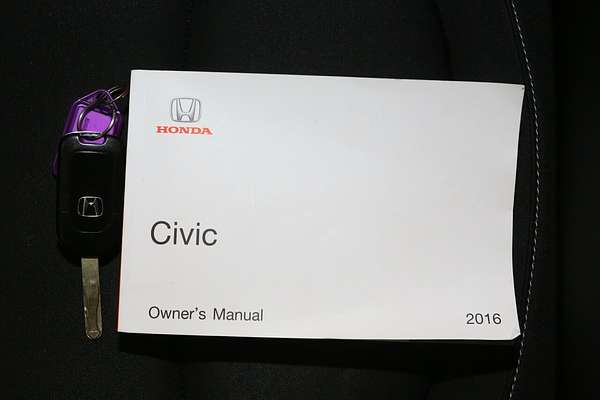 HONDA
Civic
Owner's Manual
2016